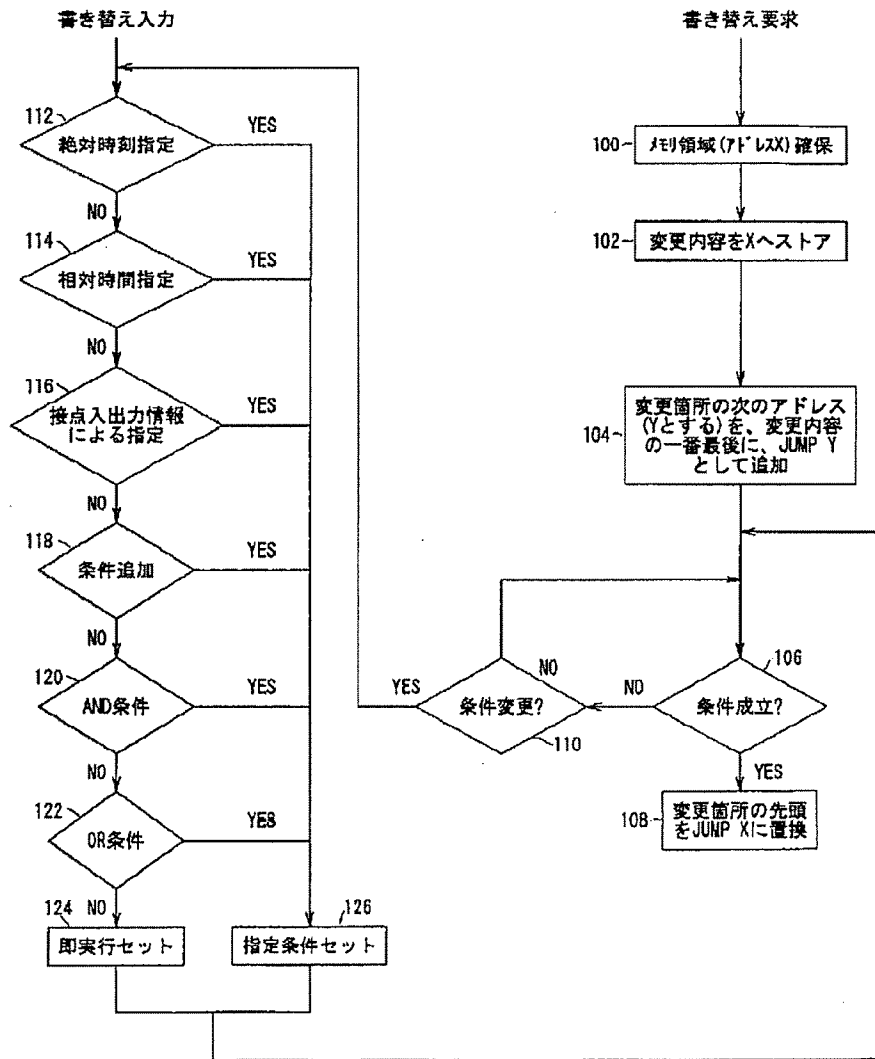 書き替え入力
112
絶対時刻指定
YES
NO
114
相対時間指定
YES
NO
116
接点入出力情報
による指定
YES
NO
118
条件追加
YES
NO
120
AND条件
YES
NO
122
OR条件
YES
NO
124
即実行セット
126
指定条件セット
書き替え要求
100
メモリ領域(アドレスX)確保
102
変更内容をXへストア
104
変更箇所の次のアドレス
(Yとする)を、変更内容
の一番最後に、JUMP Y
として追加
106
条件成立?
NO
YES
110
条件変更?
NO
YES
108
変更箇所の先頭
をJUMP Xに置換